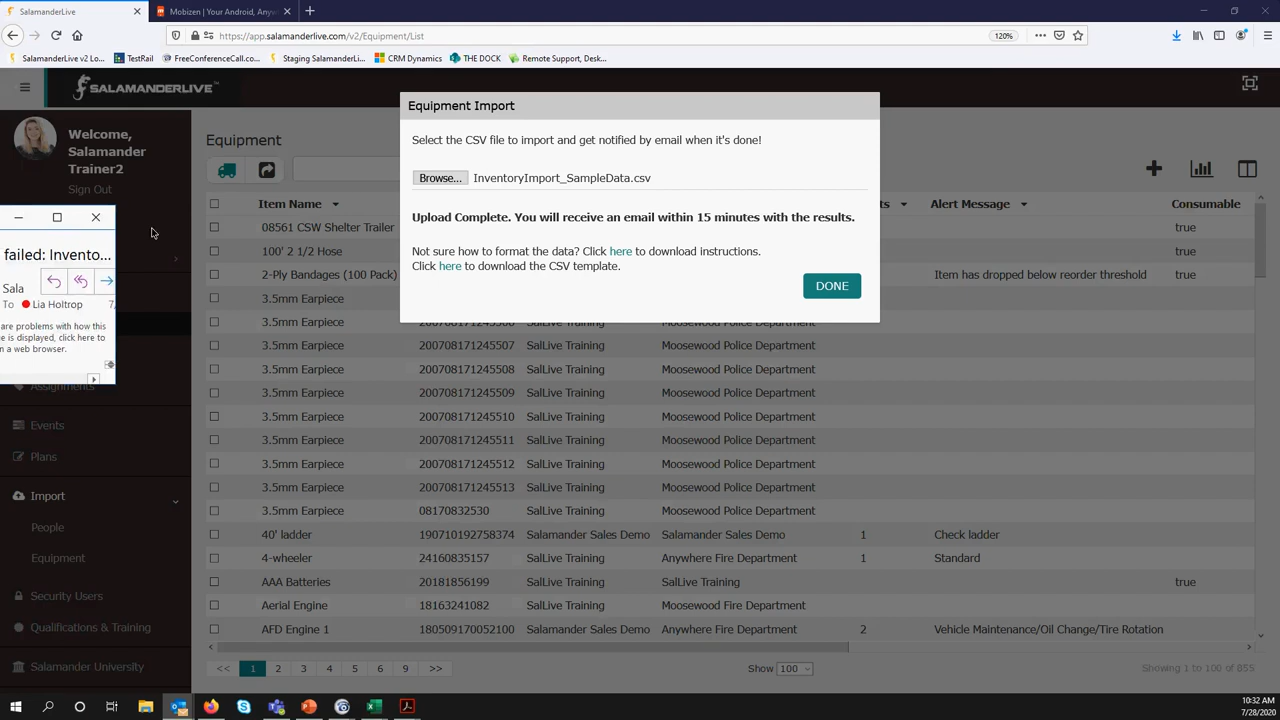 SalamanderLive
Mobizen | Your Android, Anyw
https://app.salamanderlive.com/v2/Equipment/List
120%
SalamanderLive v2 Lo...
TestRail
FreeConferenceCall.co...
Staging SalamanderLi...
CRM Dynamics
THE DOCK
Remote Support, Desk...
SALAMANDERLIVE™
Welcome,
Salamander
Trainer2
Sign Out
failed: Invento...
Sala
To Lia Holtrop 7/
are problems with how this
e is displayed, click here to
n a web browser.
Assignments
Events
Plans
Import
People
Equipment
Security Users
Qualifications & Training
Salamander University
Equipment
Equipment Import
Select the CSV file to import and get notified by email when it's done!
Browse... InventoryImport_SampleData.csv
Upload Complete. You will receive an email within 15 minutes with the results.
Not sure how to format the data? Click here to download instructions.
Click here to download the CSV template.
DONE
Item Name ts Alert Message Consumable
08561 CSW Shelter Trailer true
100' 2 1/2 Hose true
2-Ply Bandages (100 Pack) Item has dropped below reorder threshold true
3.5mm Earpiece
3.5mm Earpiece 200708171245506 SalLive Training Moosewood Police Department
3.5mm Earpiece 200708171245507 SalLive Training Moosewood Police Department
3.5mm Earpiece 200708171245508 SalLive Training Moosewood Police Department
3.5mm Earpiece 200708171245509 SalLive Training Moosewood Police Department
3.5mm Earpiece 200708171245510 SalLive Training Moosewood Police Department
3.5mm Earpiece 200708171245511 SalLive Training Moosewood Police Department
3.5mm Earpiece 200708171245512 SalLive Training Moosewood Police Department
3.5mm Earpiece 200708171245513 SalLive Training Moosewood Police Department
3.5mm Earpiece 08170832530 SalLive Training Moosewood Police Department
40' ladder 190710192758374 Salamander Sales Demo Salamander Sales Demo 1 Check ladder
4-wheeler 24160835157 SalLive Training Anywhere Fire Department 1 Standard
AAA Batteries 20181856199 SalLive Training SalLive Training true
Aerial Engine 18163241082 SalLive Training Moosewood Fire Department
AFD Engine 1 180509170052100 Salamander Sales Demo Anywhere Fire Department 2 Vehicle Maintenance/Oil Change/Tire Rotation
<< 1 2 3 4 5 6 9 >>
Show 100
Showing 1 to 100 of 855
10:32 AM
7/28/2020